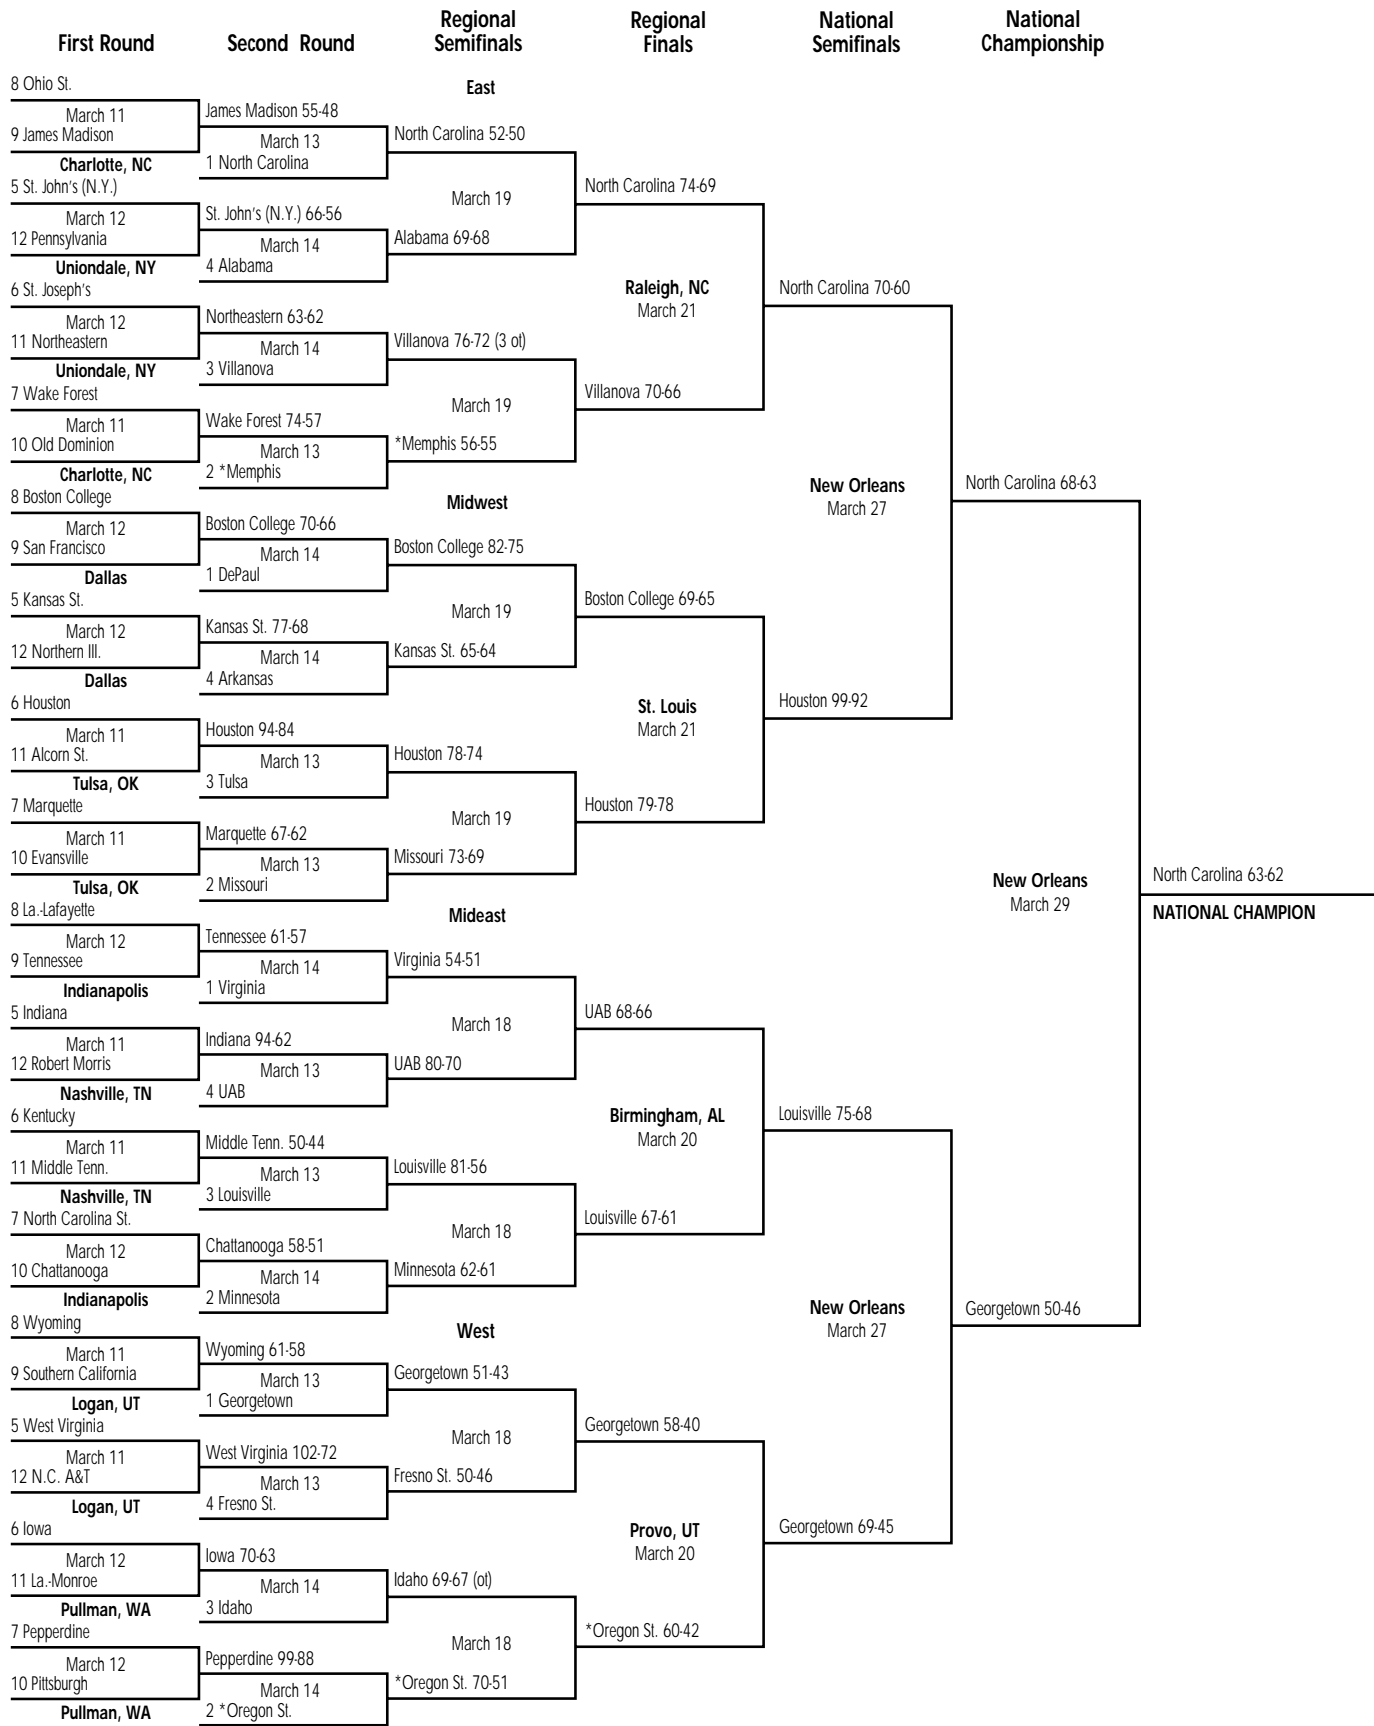 First Round
Second Round
Regional
Semifinals
Regional
Finals
National
Semifinals
National
Championship
8 Ohio St.
March 11
9 James Madison
Charlotte, NC
5 St. John's (N.Y.)
March 12
12 Pennsylvania
Uniondale, NY
6 St. Joseph's
March 12
11 Northeastern
Uniondale, NY
7 Wake Forest
March 11
10 Old Dominion
Charlotte, NC
8 Boston College
March 12
9 San Francisco
Dallas
5 Kansas St.
March 12
12 Northern Ill.
Dallas
6 Houston
March 11
11 Alcorn St.
Tulsa, OK
7 Marquette
March 11
10 Evansville
Tulsa, OK
8 La.-Lafayette
March 12
9 Tennessee
Indianapolis
5 Indiana
March 11
12 Robert Morris
Nashville, TN
6 Kentucky
March 11
11 Middle Tenn.
Nashville, TN
7 North Carolina St.
March 12
10 Chattanooga
Indianapolis
8 Wyoming
March 11
9 Southern California
Logan, UT
5 West Virginia
March 11
12 N.C. A&T
Logan, UT
6 Iowa
March 12
11 La.-Monroe
Pullman, WA
7 Pepperdine
March 12
10 Pittsburgh
Pullman, WA
James Madison 55-48
March 13
1 North Carolina
St. John's (N.Y.) 66-56
March 14
4 Alabama
Northeastern 63-62
March 14
3 Villanova
Wake Forest 74-57
March 13
2 *Memphis
Boston College 70-66
March 14
1 DePaul
Kansas St. 77-68
March 14
4 Arkansas
Houston 94-84
March 13
3 Tulsa
Marquette 67-62
March 13
2 Missouri
Tennessee 61-57
March 14
1 Virginia
Indiana 94-62
March 13
4 UAB
Middle Tenn. 50-44
March 13
3 Louisville
Chattanooga 58-51
March 14
2 Minnesota
Wyoming 61-58
March 13
1 Georgetown
West Virginia 102-72
March 13
4 Fresno St.
Iowa 70-63
March 14
3 Idaho
Pepperdine 99-88
March 14
2 *Oregon St.
East
North Carolina 52-50
March 19
Alabama 69-68
Villanova 76-72 (3 ot)
March 19
*Memphis 56-55
Midwest
Boston College 82-75
March 19
Kansas St. 65-64
Houston 78-74
March 19
Missouri 73-69
Mideast
Virginia 54-51
March 18
UAB 80-70
Louisville 81-56
March 18
Minnesota 62-61
West
Georgetown 51-43
March 18
Fresno St. 50-46
Idaho 69-67 (ot)
March 18
*Oregon St. 70-51
North Carolina 74-69
Raleigh, NC
March 21
Villanova 70-66
Boston College 69-65
St. Louis
March 21
Houston 79-78
UAB 68-66
Birmingham, AL
March 20
Louisville 67-61
Georgetown 58-40
Provo, UT
March 20
*Oregon St. 60-42
North Carolina 70-60
New Orleans
March 27
Houston 99-92
Louisville 75-68
New Orleans
March 27
Georgetown 69-45
North Carolina 68-63
New Orleans
March 29
Georgetown 50-46
North Carolina 63-62
NATIONAL CHAMPION